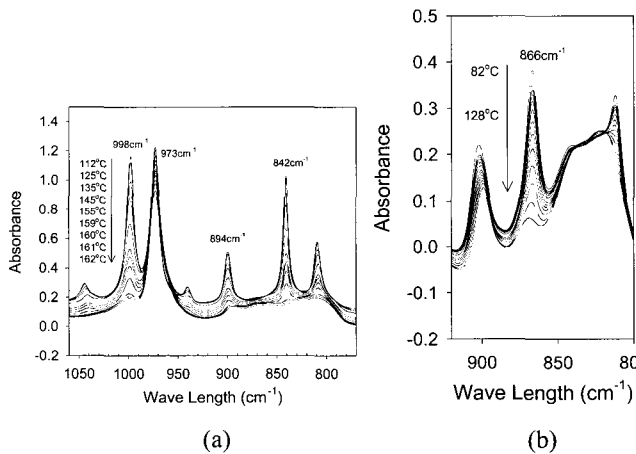 1.4
1.2
1.0
0.8
0.6
0.4
0.2
0.0
-0.2
Absorbance
998cm-1
973cm-1
894cm-1
842cm-1
112°C
125°C
135°C
145°C
155°C
159°C
160°C
161°C
162°C
1050 1000 950 900 850 800
Wave Length (cm-1)
(a)
0.5
0.4
0.3
0.2
0.1
0.0
-0.1
-0.2
Absorbance
866cm-1
82°C
128°C
900 850 80
Wave Length (cm-1)
(b)